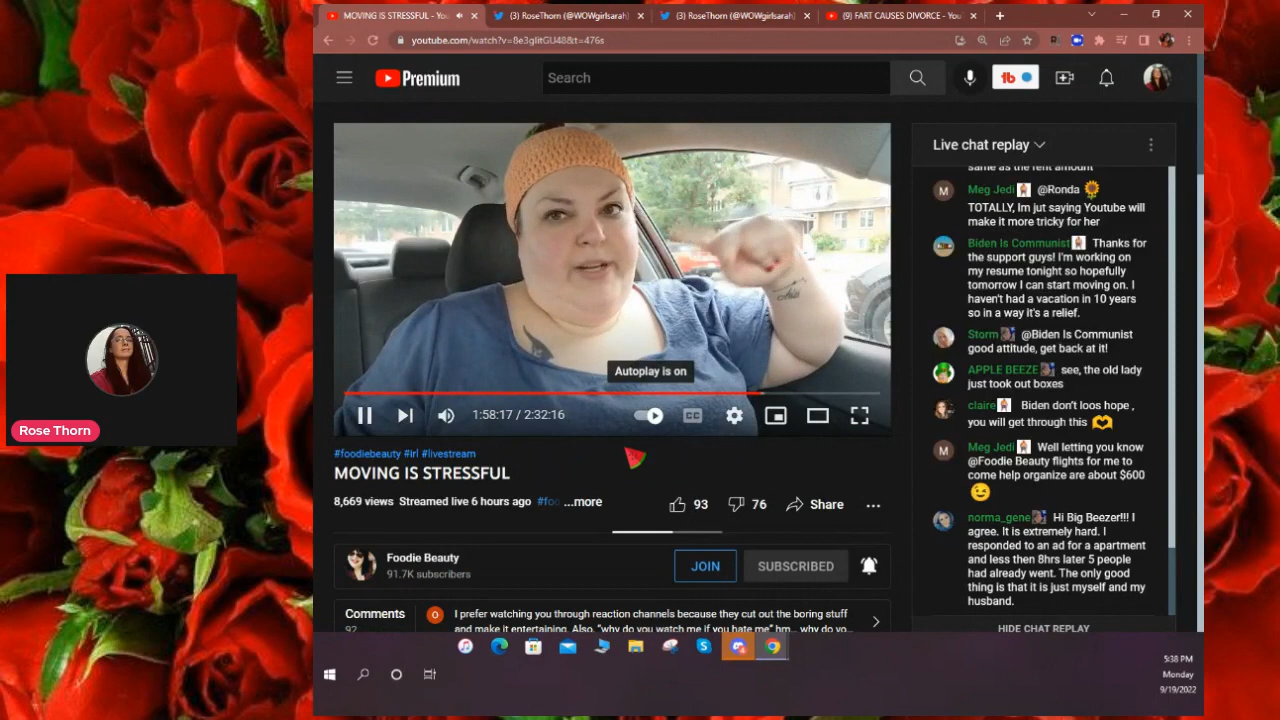 MOVING IS STRESSFUL - You
(3) RoseThorn (@WOWgirlsarah)
(3) RoseThorn (@WOWgirlsarah)
(9) FART CAUSES DIVORCE - You
youtube.com/watch?v=8e3glitGU48&t=476s
Premium
Search
Live chat replay
same as the rent amount
M
Meg Jedi @Ronda
TOTALLY, Im jut saying Youtube will
make it more tricky for her
Biden Is Communist Thanks for
the support guys! I'm working on
my resume tonight so hopefully
tomorrow I can start moving on. I
haven't had a vacation in 10 years
so in a way it's a relief.
Storm @Biden Is Communist
good attitude, get back at it!
APPLE BEEZE see, the old lady
just took out boxes
claire Biden don't loos hope ,
you will get through this
M
Meg Jedi Well letting you know
@Foodie Beauty flights for me to
come help organize are about $600
norma_gene Hi Big Beezer!!! I
agree. It is extremely hard. I
responded to an ad for a apartment
and less then 8hrs later 5 people
had already went. The only good
thing is that it is just myself and my
husband.
HIDE CHAT REPLAY
Autoplay is on
1:58:17 / 2:32:16
CC
#foodiebeauty #irl #livestream
MOVING IS STRESSFUL
8,669 views Streamed live 6 hours ago #foo ...more
93
76
Share
Foodie Beauty
91.7K subscribers
JOIN
SUBSCRIBED
Comments
92
I prefer watching you through reaction channels because they cut out the boring stuff
and make it entertaining. Also, "why do you watch me if you hate me" hm... why do yo...
Rose Thorn
5:38 PM
Monday
9/19/2022